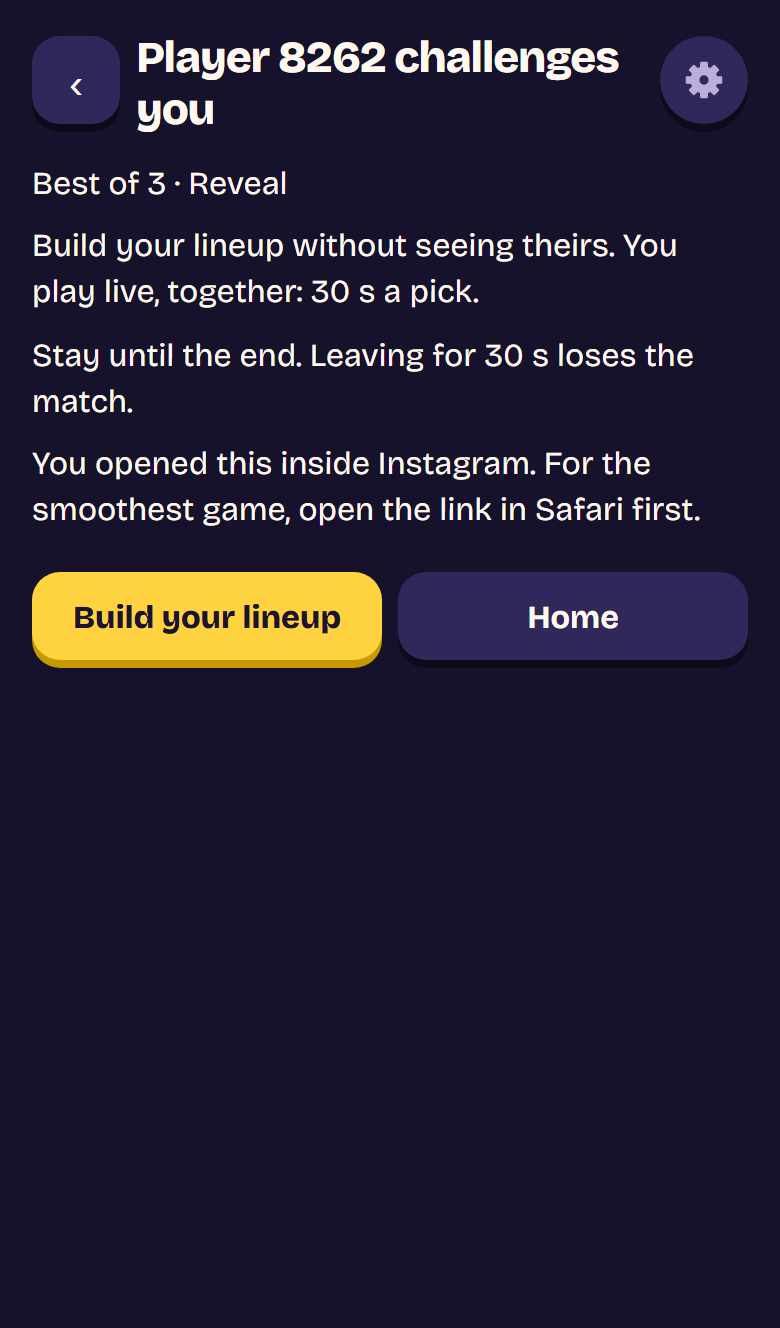 ‹
Player 8262 challenges
you
Best of 3 · Reveal
Build your lineup without seeing theirs. You
play live, together: 30 s a pick.
Stay until the end. Leaving for 30 s loses the
match.
You opened this inside Instagram. For the
smoothest game, open the link in Safari first.
Build your lineup
Home